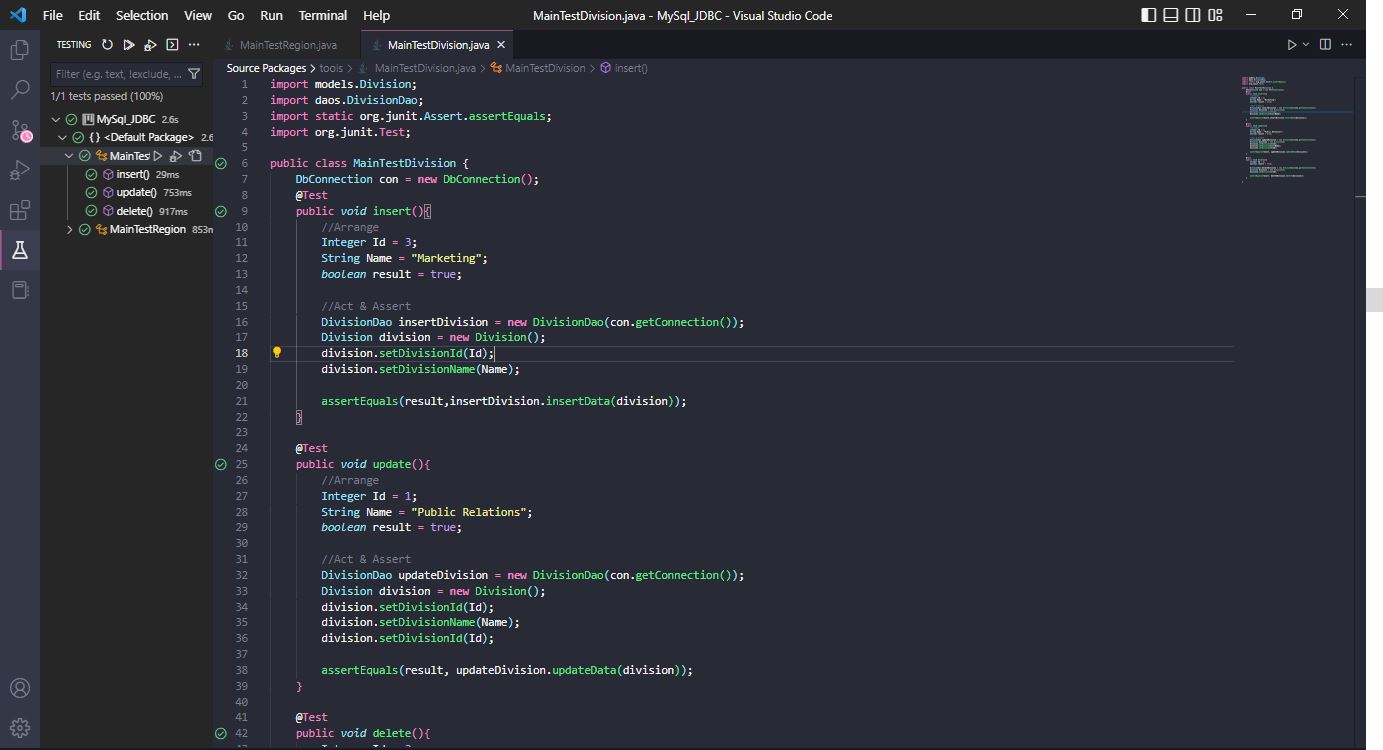 File Edit Selection View Go Run Terminal Help MainTestDivision.java - MySql_JDBC - Visual Studio Code
TESTING
MainTestRegion.java MainTestDivision.java
Filter (e.g. text, !exclude, ...
1/1 tests passed (100%)
MySql_JDBC 2.6s
{} <Default Package> 2.6
MainTes
insert() 29ms
update() 753ms
delete() 917ms
MainTestRegion 853m
Source Packages > tools > MainTestDivision.java > MainTestDivision > insert()
1 import models.Division;
2 import daos.DivisionDao;
3 import static org.junit.Assert.assertEquals;
4 import org.junit.Test;
5
6 public class MainTestDivision {
7 DbConnection con = new DbConnection();
8 @Test
9 public void insert(){
10 //Arrange
11 Integer Id = 3;
12 String Name = "Marketing";
13 boolean result = true;
14
15 //Act & Assert
16 DivisionDao insertDivision = new DivisionDao(con.getConnection());
17 Division division = new Division();
18 division.setDivisionId(Id);
19 division.setDivisionName(Name);
20
21 assertEquals(result,insertDivision.insertData(division));
22 }
23
24 @Test
25 public void update(){
26 //Arrange
27 Integer Id = 1;
28 String Name = "Public Relations";
29 boolean result = true;
30
31 //Act & Assert
32 DivisionDao updateDivision = new DivisionDao(con.getConnection());
33 Division division = new Division();
34 division.setDivisionId(Id);
35 division.setDivisionName(Name);
36 division.setDivisionId(Id);
37
38 assertEquals(result, updateDivision.updateData(division));
39 }
40
41 @Test
42 public void delete(){